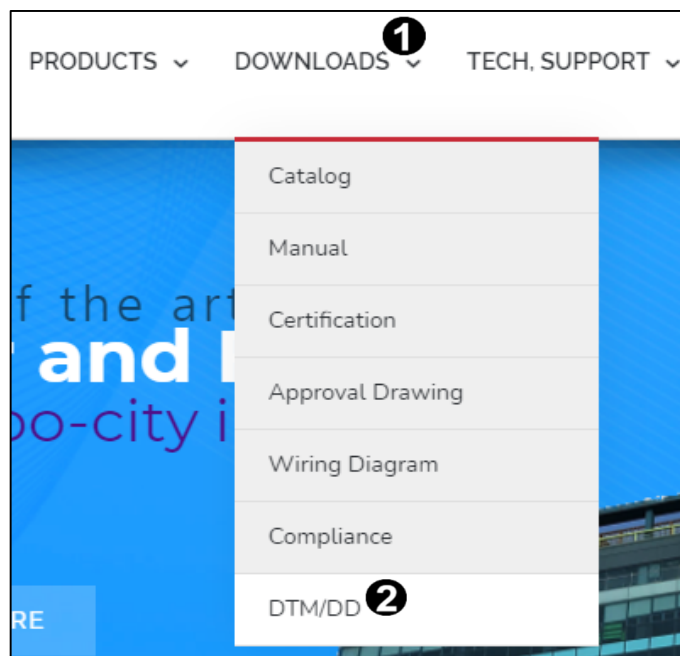 1
PRODUCTS DOWNLOADS TECH, SUPPORT
Catalog
Manual
f the art
Certification
and
Approval Drawing
oo-city i
Wiring Diagram
Compliance
DTM/DD 2
RE